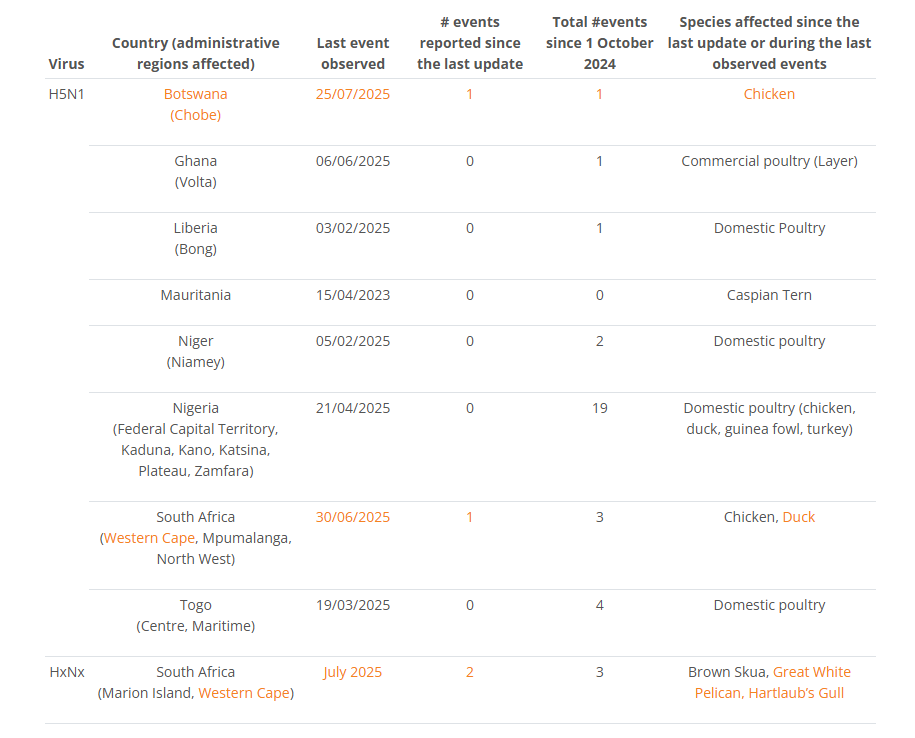 Virus
Country (administrative
regions affected)
Last event
observed
# events
reported since
the last update
Total #events
since 1 October
2024
Species affected since the
last update or during the last
observed events
H5N1
Botswana
(Chobe)
25/07/2025
1
1
Chicken
Ghana
(Volta)
06/06/2025
0
1
Commercial poultry (Layer)
Liberia
(Bong)
03/02/2025
0
1
Domestic Poultry
Mauritania
15/04/2023
0
0
Caspian Tern
Niger
(Niamey)
05/02/2025
0
2
Domestic poultry
Nigeria
(Federal Capital Territory,
Kaduna, Kano, Katsina,
Plateau, Zamfara)
21/04/2025
0
19
Domestic poultry (chicken,
duck, guinea fowl, turkey)
South Africa
(Western Cape, Mpumalanga,
North West)
30/06/2025
1
3
Chicken, Duck
Togo
(Centre, Maritime)
19/03/2025
0
4
Domestic poultry
HxNx
South Africa
(Marion Island, Western Cape)
July 2025
2
3
Brown Skua, Great White
Pelican, Hartlaub's Gull